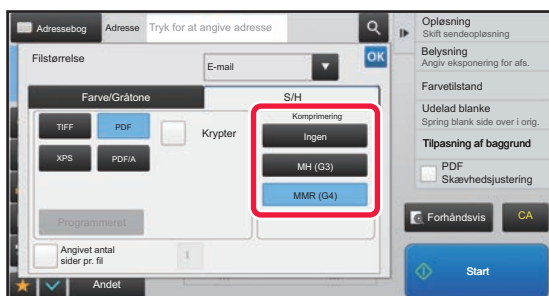 Adressebog
Adresse
Tryk for at angive adresse
Filstørrelse
E-mail
OK
Farve/Gråtone
S/H
TIFF
PDF
Krypter
XPS
PDF/A
Komprimering
Ingen
MH (G3)
MMR (G4)
Programmeret
Angivet antal
sider pr. fil
1
Andet
Opløsning
Skift sendeopløsning
Belysning
Angiv eksponering for afs.
Farvetilstand
Udelad blanke
Spring blank side over i orig.
Tilpasning af baggrund
PDF
Skævhedsjustering
Forhåndsvis
CA
Start